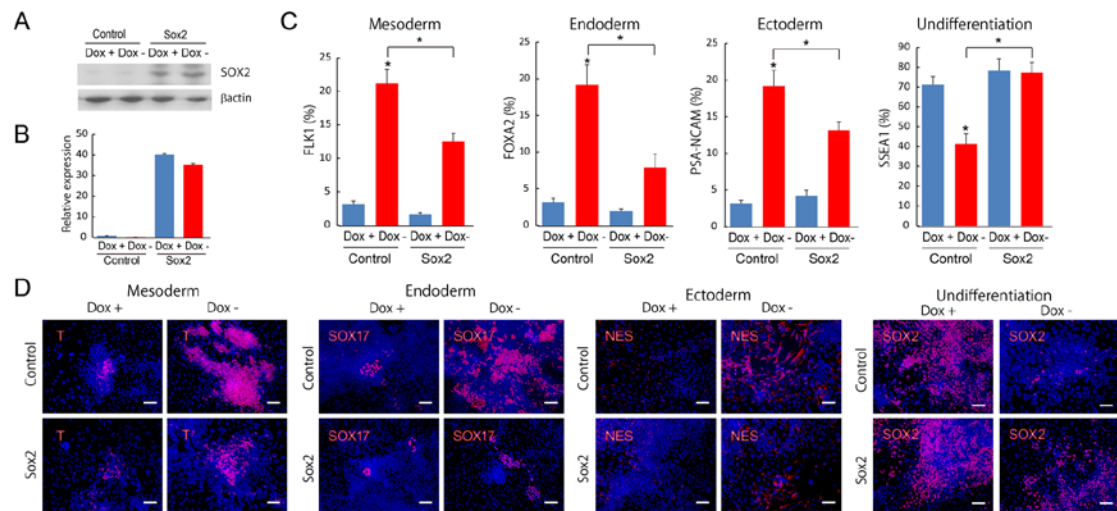 A
Control Sox2
Dox + Dox - Dox + Dox -
SOX2
βactin
B
Relative expression
50
40
30
20
10
0
Dox + Dox - Dox + Dox -
Control Sox2
C
Mesoderm
FLK1 (%)
25
20
15
10
5
0
*
*
Dox + Dox - Dox + Dox-
Control Sox2
Endoderm
FOXA2 (%)
25
20
15
10
5
0
*
*
Dox + Dox - Dox + Dox-
Control Sox2
Ectoderm
PSA-NCAM (%)
25
20
15
10
5
0
*
*
Dox + Dox - Dox + Dox-
Control Sox2
Undifferentiation
SSEA1 (%)
90
80
70
60
50
40
30
20
10
0
*
*
Dox + Dox - Dox + Dox-
Control Sox2
D
Mesoderm
Dox + Dox -
Control
T T
Sox2
T T
Endoderm
Dox + Dox -
Control
SOX17 SOX17
Sox2
SOX17 SOX17
Ectoderm
Dox + Dox -
Control
NES NES
Sox2
NES NES
Undifferentiation
Dox + Dox -
Control
SOX2 SOX2
Sox2
SOX2 SOX2